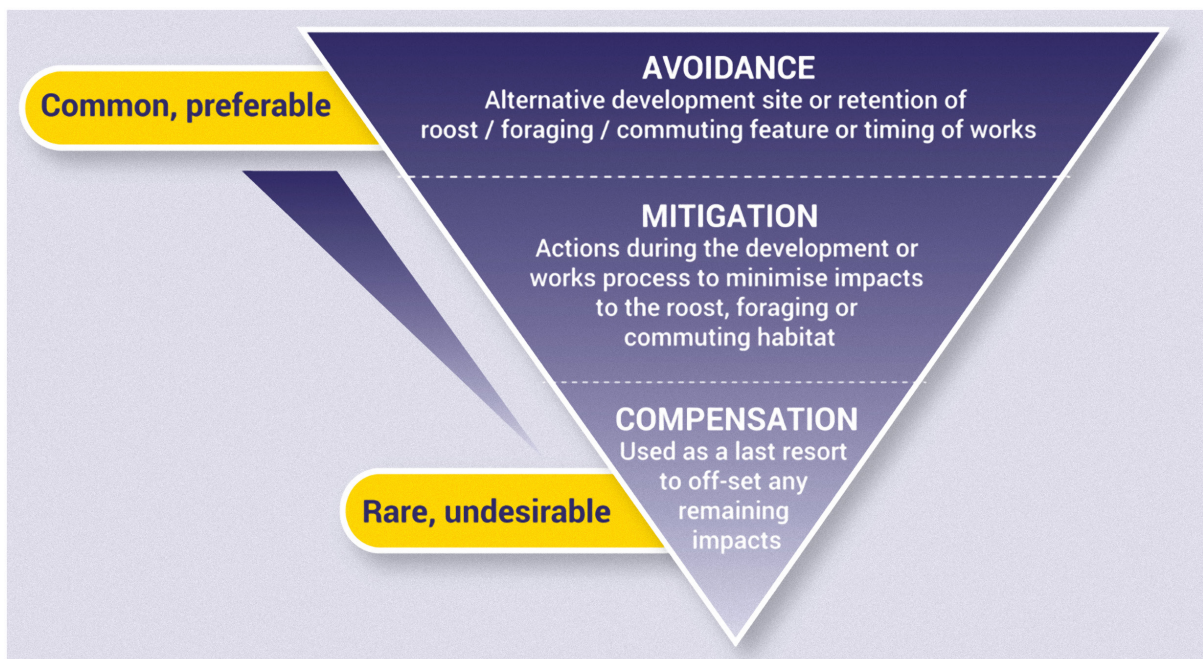 Common, preferable
AVOIDANCE
Alternative development site or retention of
roost / foraging / commuting feature or timing of works
MITIGATION
Actions during the development or
works process to minimise impacts
to the roost, foraging or
commuting habitat
COMPENSATION
Used as a last resort
to off-set any
remaining
impacts
Rare, undesirable